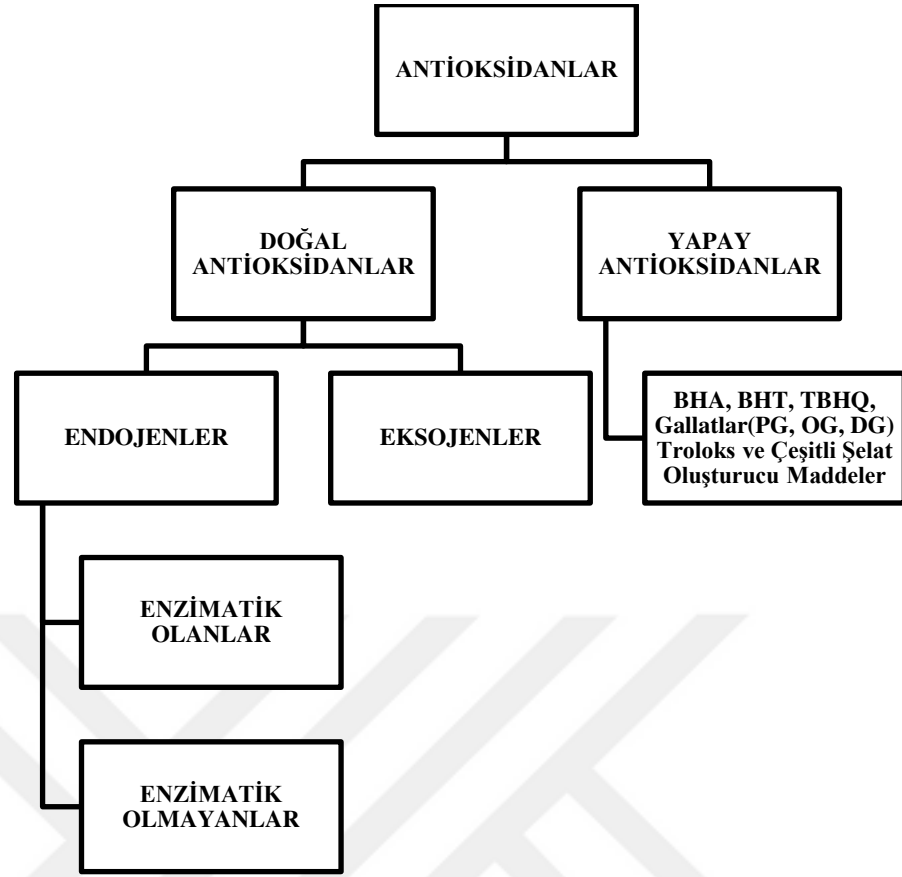 ANTİOKSİDANLAR
DOĞAL
ANTİOKSİDANLAR
YAPAY
ANTİOKSİDANLAR
ENDOJENLER
EKSOJENLER
BHA, BHT, TBHQ,
Gallatlar(PG, OG, DG)
Troloks ve Çeşitli Şelat
Oluşturucu Maddeler
ENZİMATİK
OLANLAR
ENZİMATİK
OLMAYANLAR